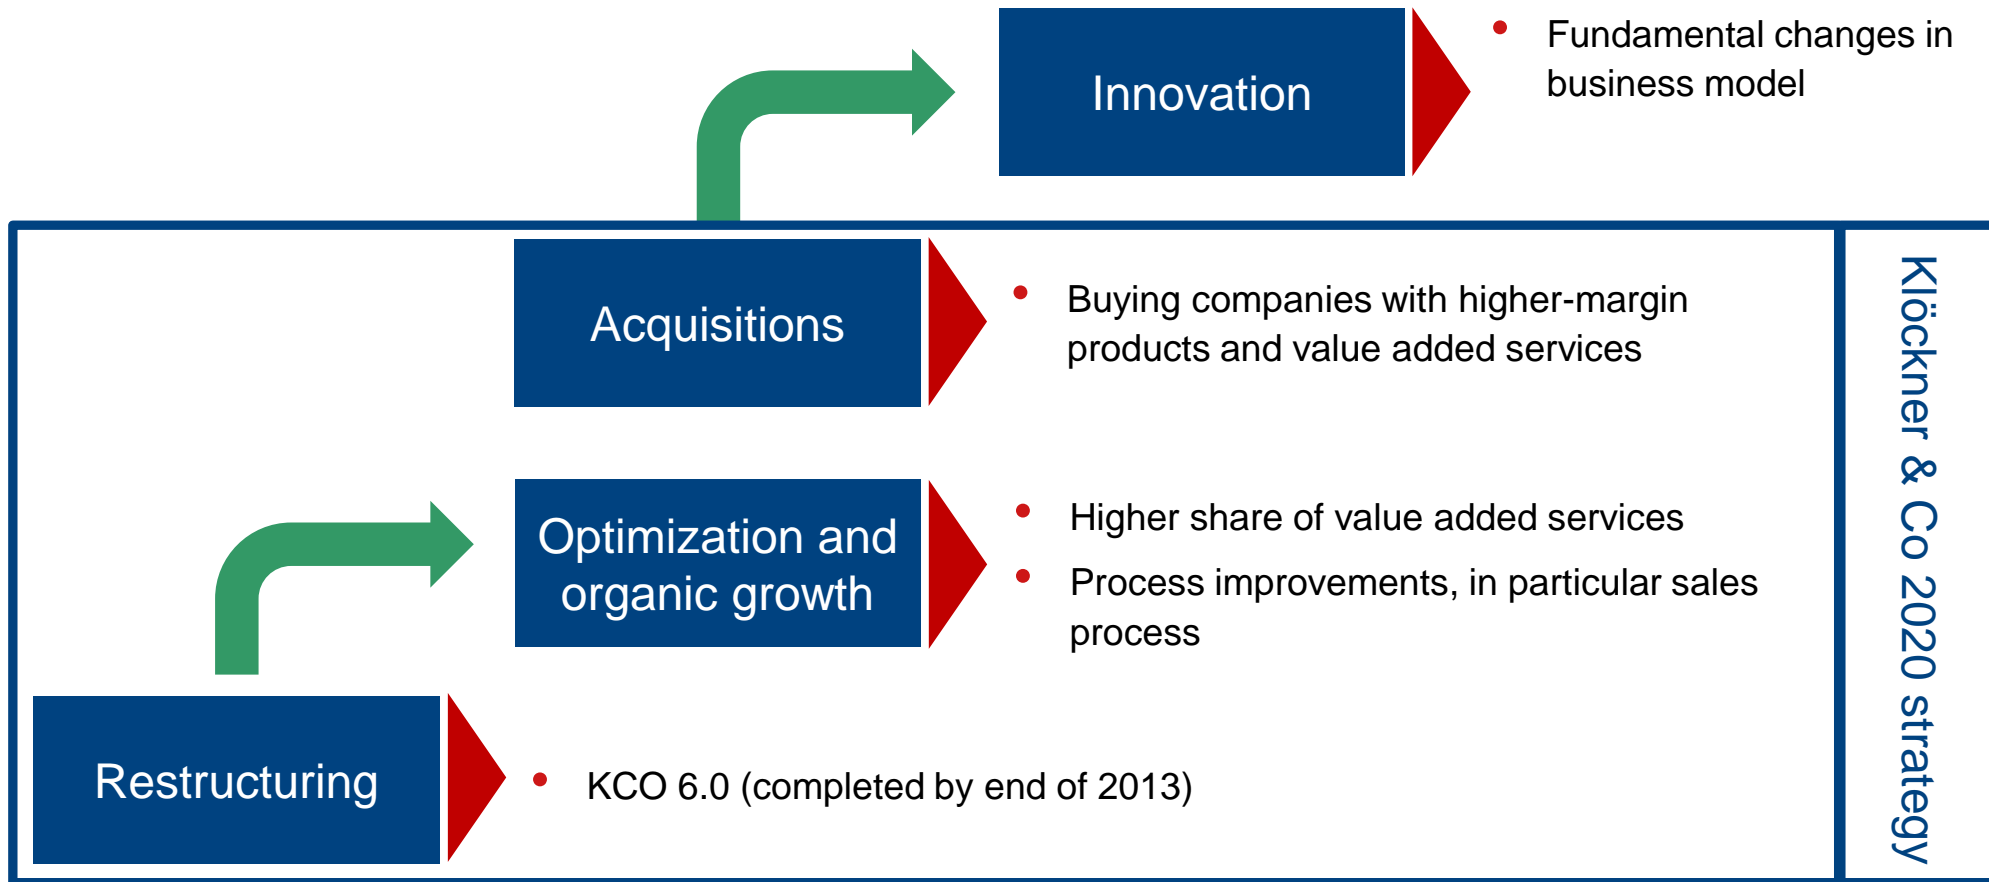 Innovation
• Fundamental changes in
business model
Acquisitions
• Buying companies with higher-margin
products and value added services
Optimization and
organic growth
• Higher share of value added services
• Process improvements, in particular sales
process
Restructuring
• KCO 6.0 (completed by end of 2013)
Klöckner & Co 2020 strategy